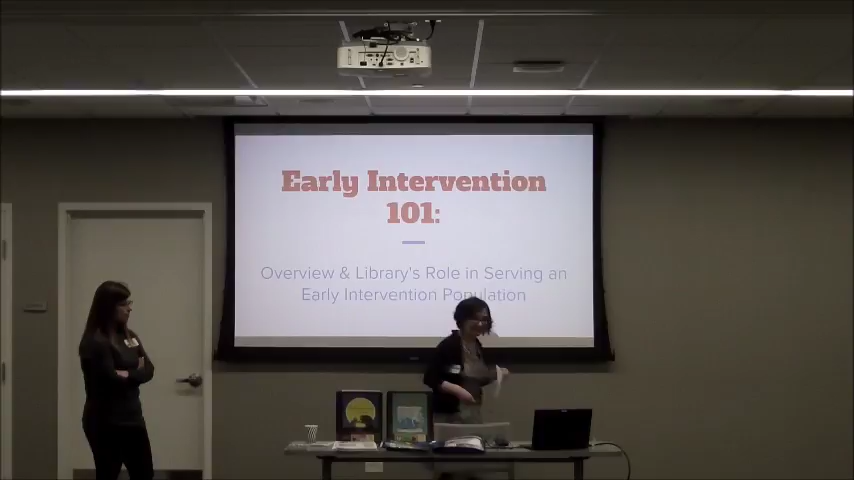 Early Intervention
101:
Overview & Library's Role in Serving an
Early Intervention Population